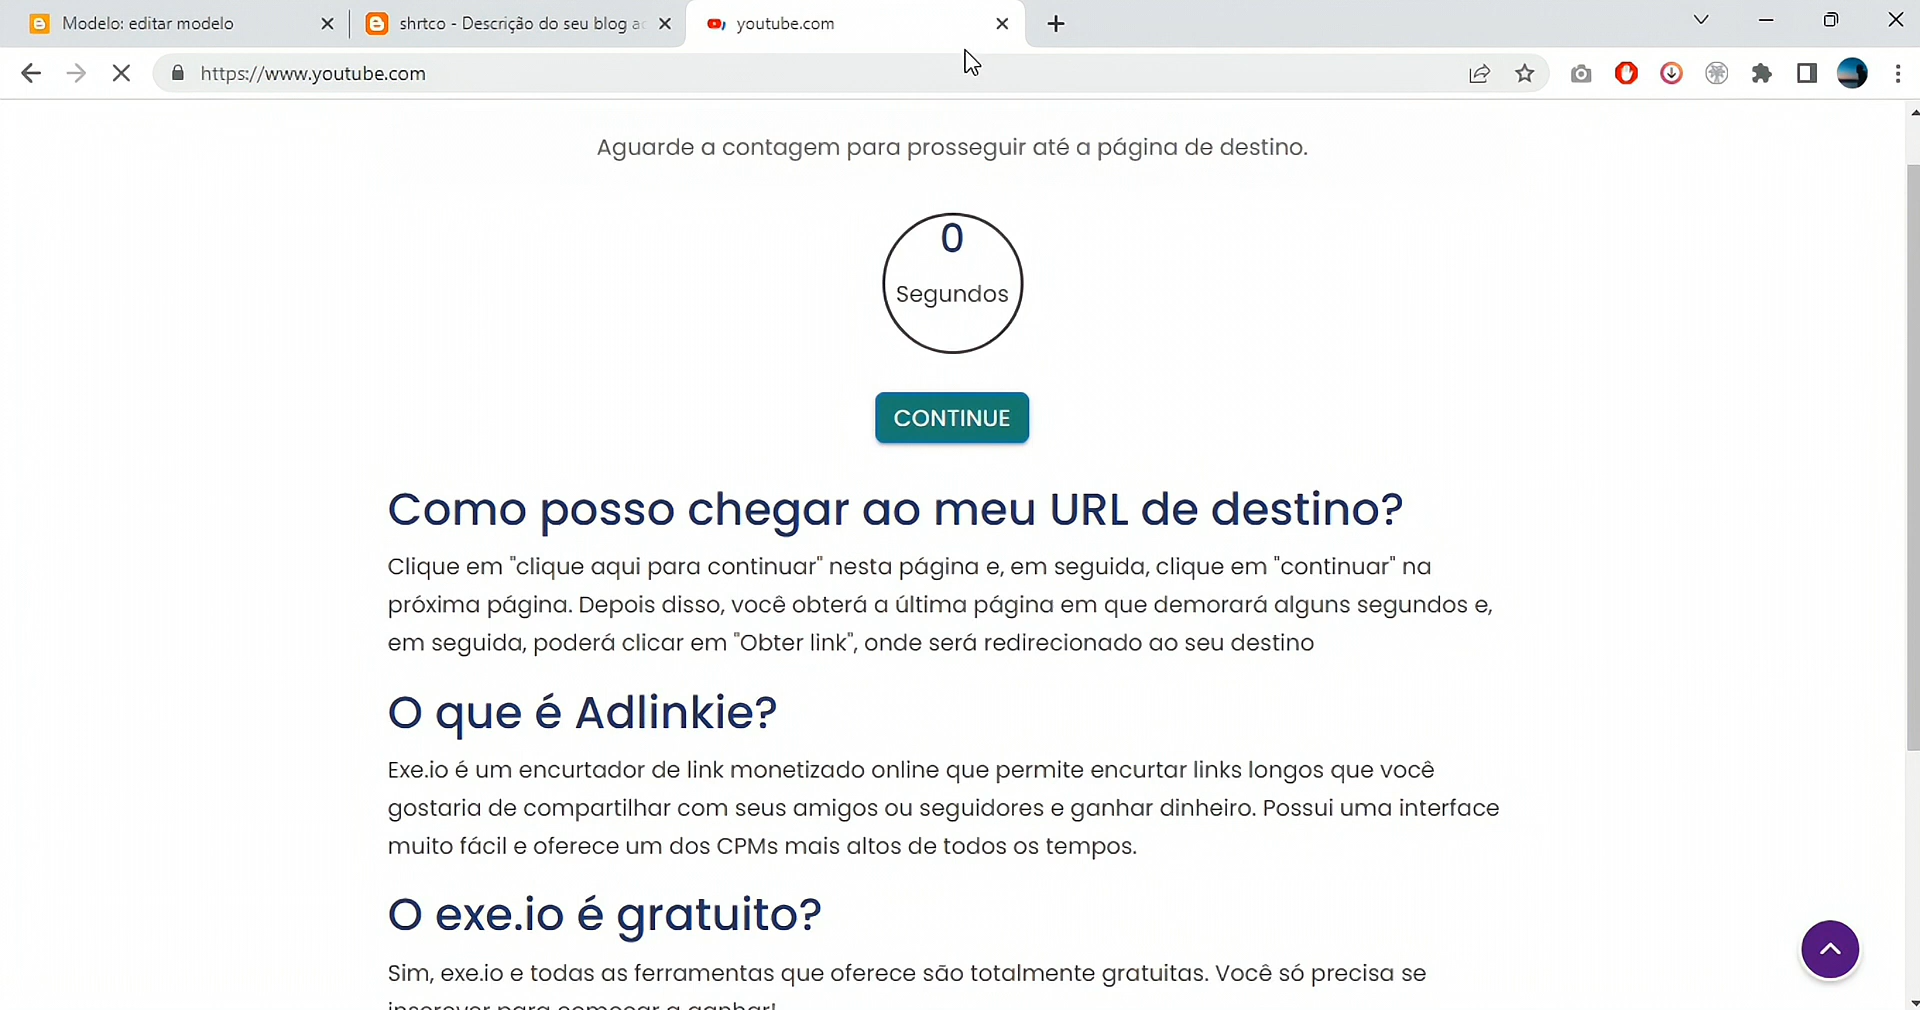 Modelo: editar modelo
shrtco - Descrição do seu blog a
youtube.com
https://www.youtube.com
Aguarde a contagem para prosseguir até a página de destino.
0
Segundos
CONTINUE
Como posso chegar ao meu URL de destino?
Clique em "clique aqui para continuar" nesta página e, em seguida, clique em "continuar" na
próxima página. Depois disso, você obterá a última página em que demorará alguns segundos e,
em seguida, poderá clicar em "Obter link", onde será redirecionado ao seu destino
O que é Adlinkie?
Exe.io é um encurtador de link monetizado online que permite encurtar links longos que você
gostaria de compartilhar com seus amigos ou seguidores e ganhar dinheiro. Possui uma interface
muito fácil e oferece um dos CPMs mais altos de todos os tempos.
O exe.io é gratuito?
Sim, exe.io e todas as ferramentas que oferece são totalmente gratuitas. Você só precisa se
inscrever para começar a ganhar!